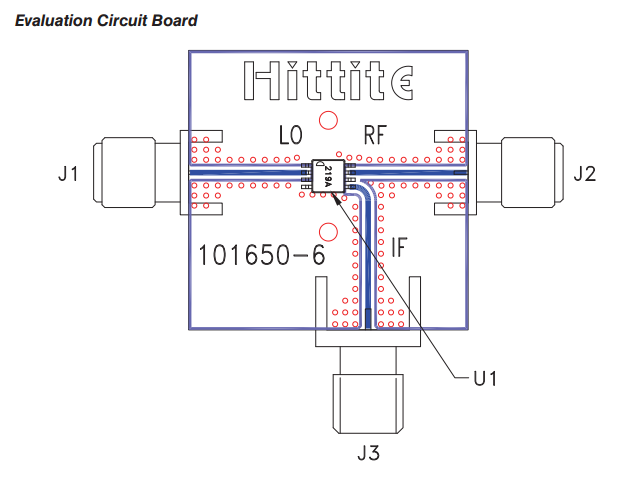 Evaluation Circuit Board
Hittite
LO
RF
J1
219A
J2
101650-6
IF
U1
J3